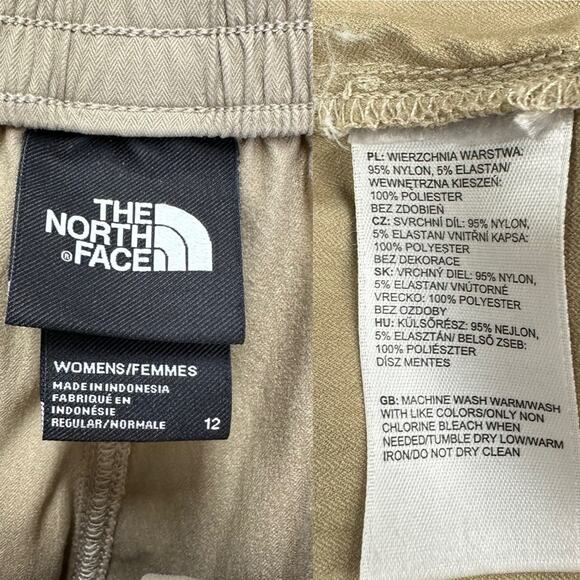 THE
NORTH
FACE
®
WOMENS/FEMMES
MADE IN INDONESIA
FABRIQUÉ EN
INDONÉSIE
REGULAR/NORMALE 12
PL: WIERZCHNIA WARSTWA:
95% NYLON, 5% ELASTAN/
WEWNĘTRZNA KIESZEŃ:
100% POLIESTER
BEZ ZDOBIEŃ
CZ: SVRCHNÍ DÍL: 95% NYLON,
5% ELASTAN/ VNITŘNÍ KAPSA:
100% POLYESTER
BEZ DEKORACE
SK: VRCHNÝ DIEL: 95% NYLON,
5% ELASTAN/ VNÚTORNÉ
VRECKO: 100% POLYESTER
BEZ OZDOBY
HU: KÜLSŐRÉSZ: 95% NEJLON,
5% ELASZTÁN/ BELSŐ ZSEB:
100% POLIÉSZTER
DÍSZ MENTES
GB: MACHINE WASH WARM/WASH
WITH LIKE COLORS/ONLY NON
CHLORINE BLEACH WHEN
NEEDED/TUMBLE DRY LOW/WARM
IRON/DO NOT DRY CLEAN